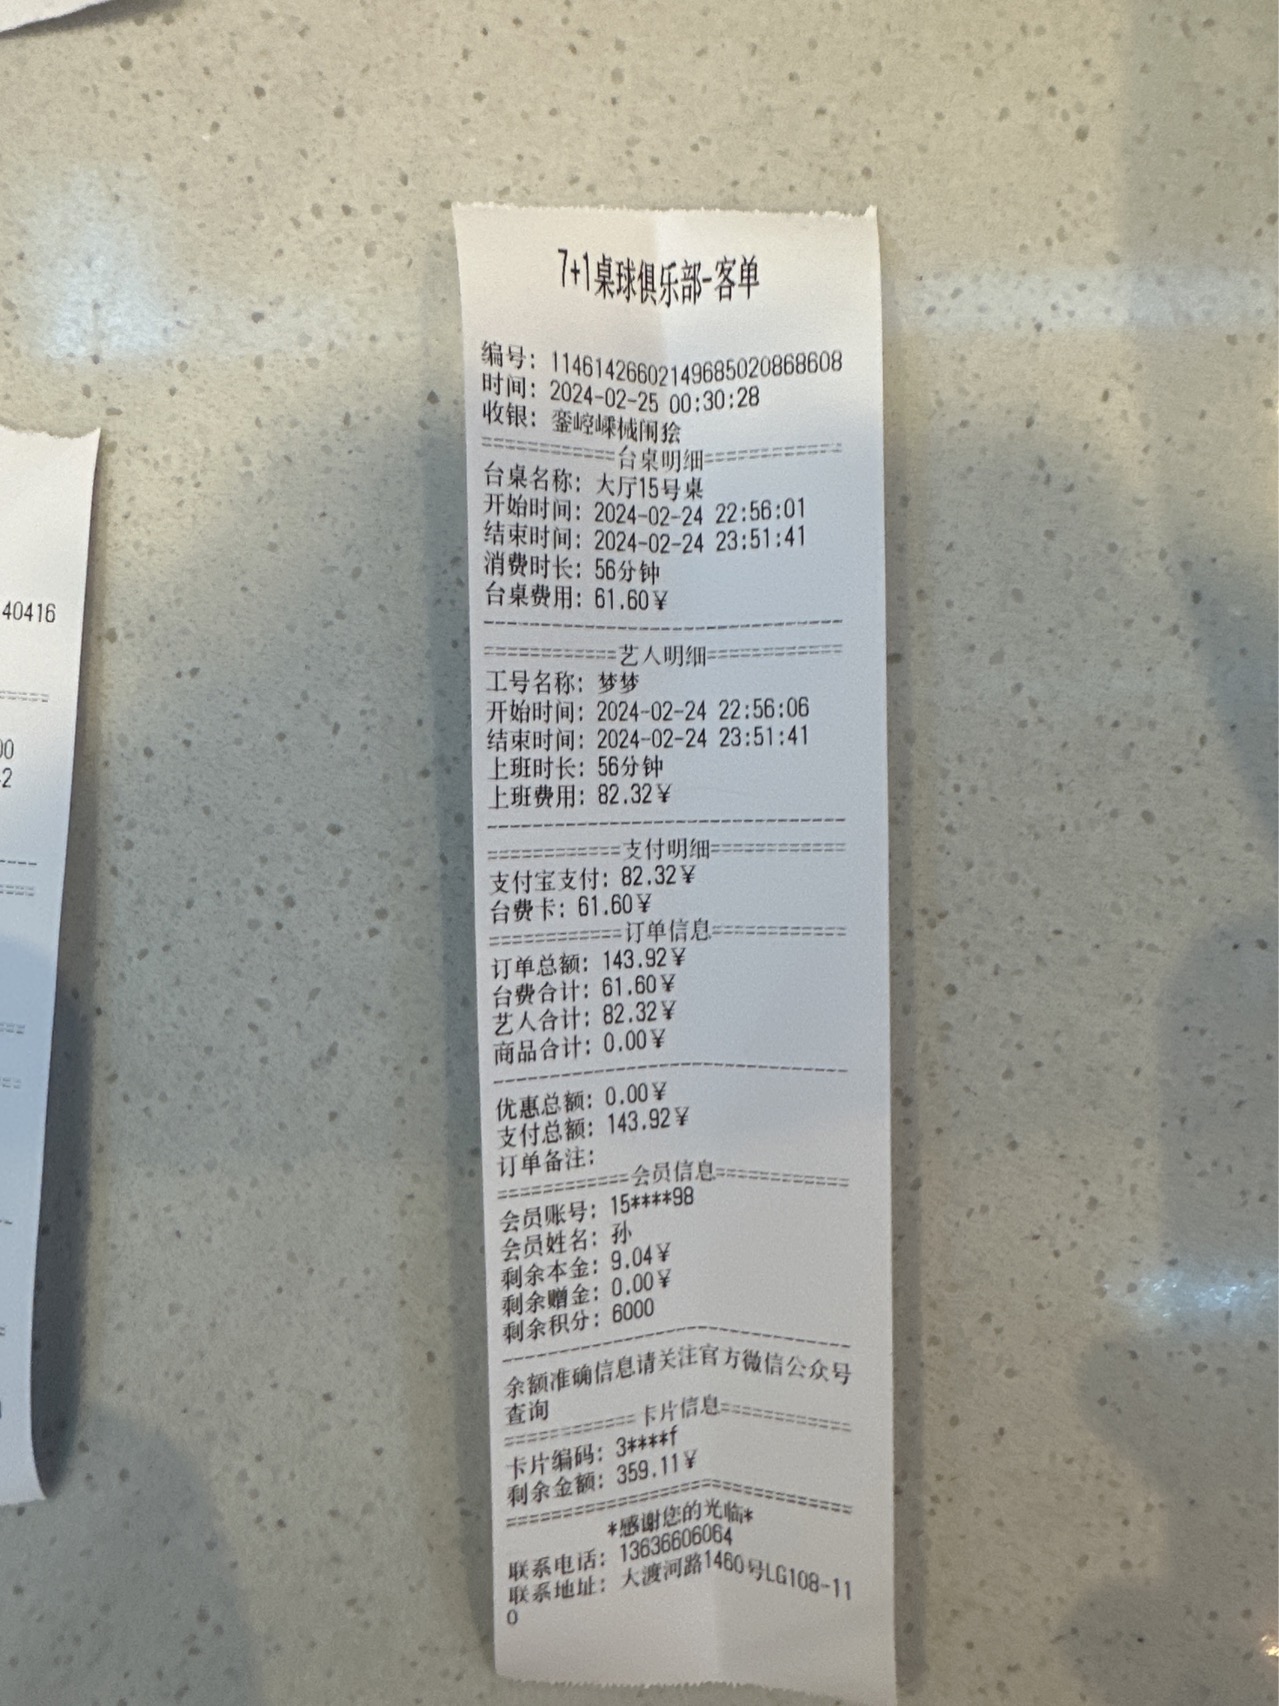 7+1桌球俱乐部-客单
编号: 11461426602149685020868608
时间: 2024-02-25 00:30:28
收银: 銮崆嵊械闹狯
============台桌明细============
台桌名称: 大厅15号桌
开始时间: 2024-02-24 22:56:01
结束时间: 2024-02-24 23:51:41
消费时长: 56分钟
台桌费用: 61.60¥
--------------------------------
============艺人明细============
工号名称: 梦梦
开始时间: 2024-02-24 22:56:06
结束时间: 2024-02-24 23:51:41
上班时长: 56分钟
上班费用: 82.32¥
--------------------------------
============支付明细============
支付宝支付: 82.32¥
台费卡: 61.60¥
============订单信息============
订单总额: 143.92¥
台费合计: 61.60¥
艺人合计: 82.32¥
商品合计: 0.00¥
--------------------------------
优惠总额: 0.00¥
支付总额: 143.92¥
订单备注:
============会员信息============
会员账号: 15****98
会员姓名: 孙
剩余本金: 9.04¥
剩余赠金: 0.00¥
剩余积分: 6000
--------------------------------
余额准确信息请关注官方微信公众号
查询
============卡片信息============
卡片编码: 3****f
剩余金额: 359.11¥
================================
*感谢您的光临*
联系电话: 13636606064
联系地址: 大渡河路1460号LG108-11
0
40416
00
2